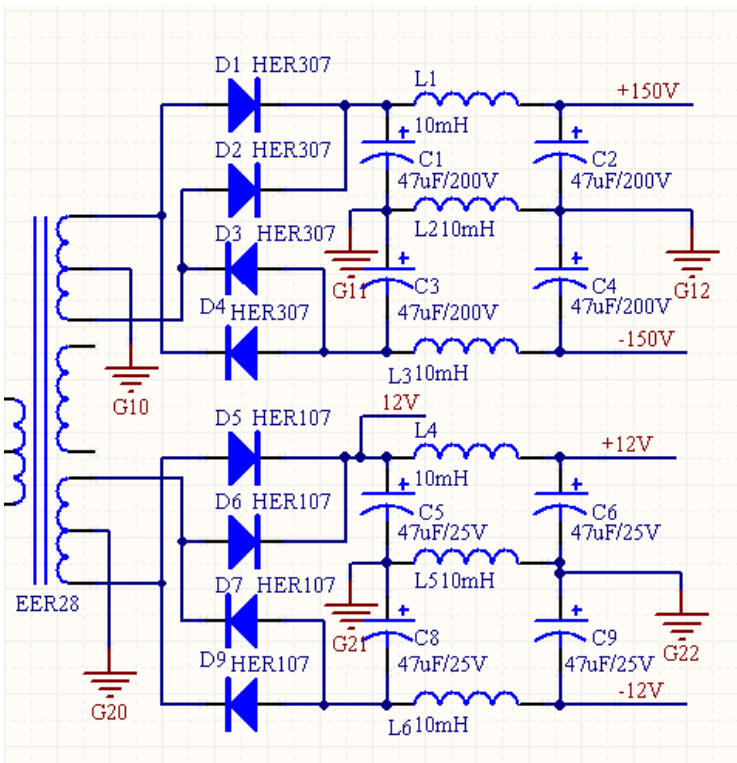 D1 HER307
L1
+150V
10mH
D2 HER307
C1
47uF/200V
C2
47uF/200V
D3 HER307
L210mH
G11
C3
47uF/200V
C4
47uF/200V
G12
D4 HER307
-150V
L310mH
G10
12V
D5 HER107
L4
+12V
10mH
D6 HER107
C5
47uF/25V
C6
47uF/25V
D7 HER107
L510mH
EER28
G21
C8
47uF/25V
C9
47uF/25V
G22
D9 HER107
-12V
G20
L610mH